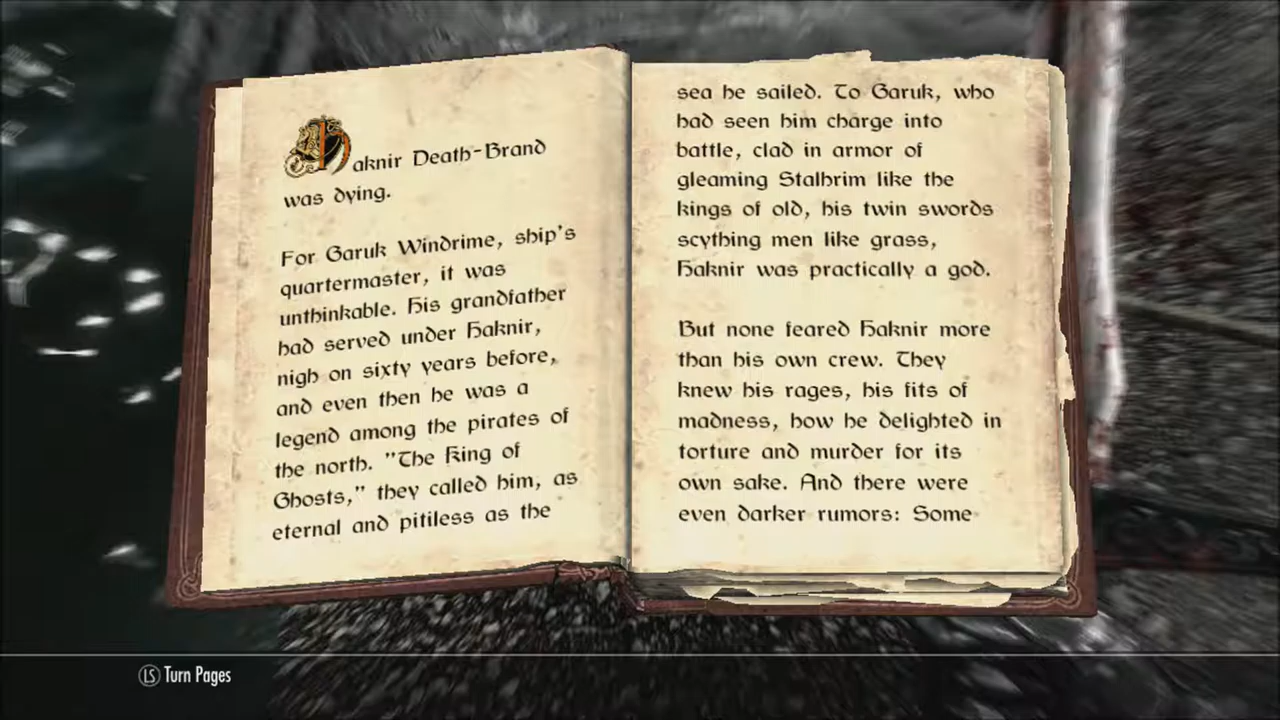 Haknir Death-Brand
was dying.
For Garuk Windrime, ship's
quartermaster, it was
unthinkable. His grandfather
had served under Haknir,
nigh on sixty years before,
and even then he was a
legend among the pirates of
the north. "The King of
Ghosts," they called him, as
eternal and pitiless as the
sea he sailed. To Garuk, who
had seen him charge into
battle, clad in armor of
gleaming Stalhrim like the
kings of old, his twin swords
scything men like grass,
Haknir was practically a god.
But none feared Haknir more
than his own crew. They
knew his rages, his fits of
madness, how he delighted in
torture and murder for its
own sake. And there were
even darker rumors: Some
LS Turn Pages